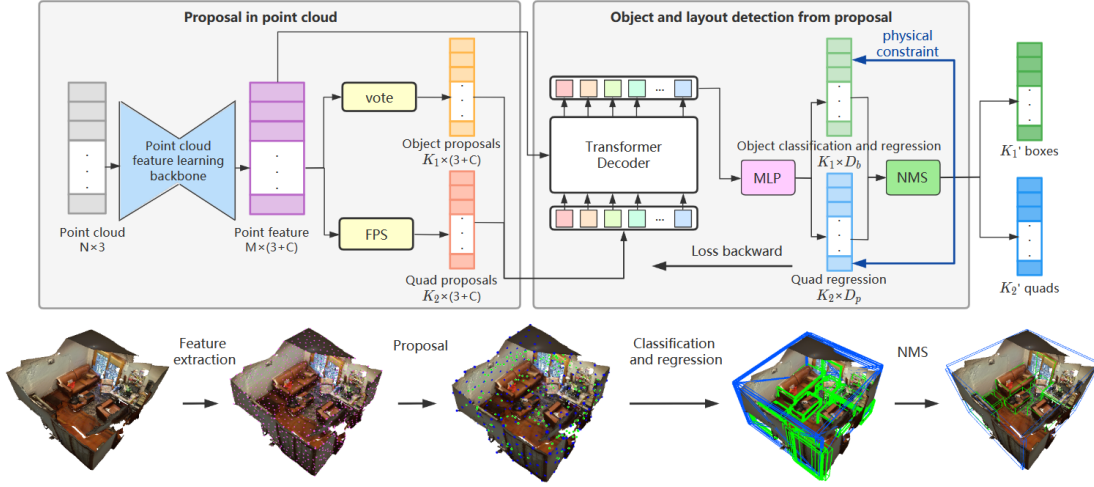 Proposal in point cloud
Object and layout detection from proposal
Point cloud
N×3
Point cloud
feature learning
backbone
Point feature
M×(3+C)
vote
FPS
Object proposals
K₁×(3+C)
Quad proposals
K₂×(3+C)
...
Transformer
Decoder
...
MLP
physical
constraint
Object classification and regression
K₁×D_b
NMS
Loss backward
Quad regression
K₂×D_p
K₁' boxes
K₂' quads
Feature
extraction
Proposal
Classification
and regression
NMS